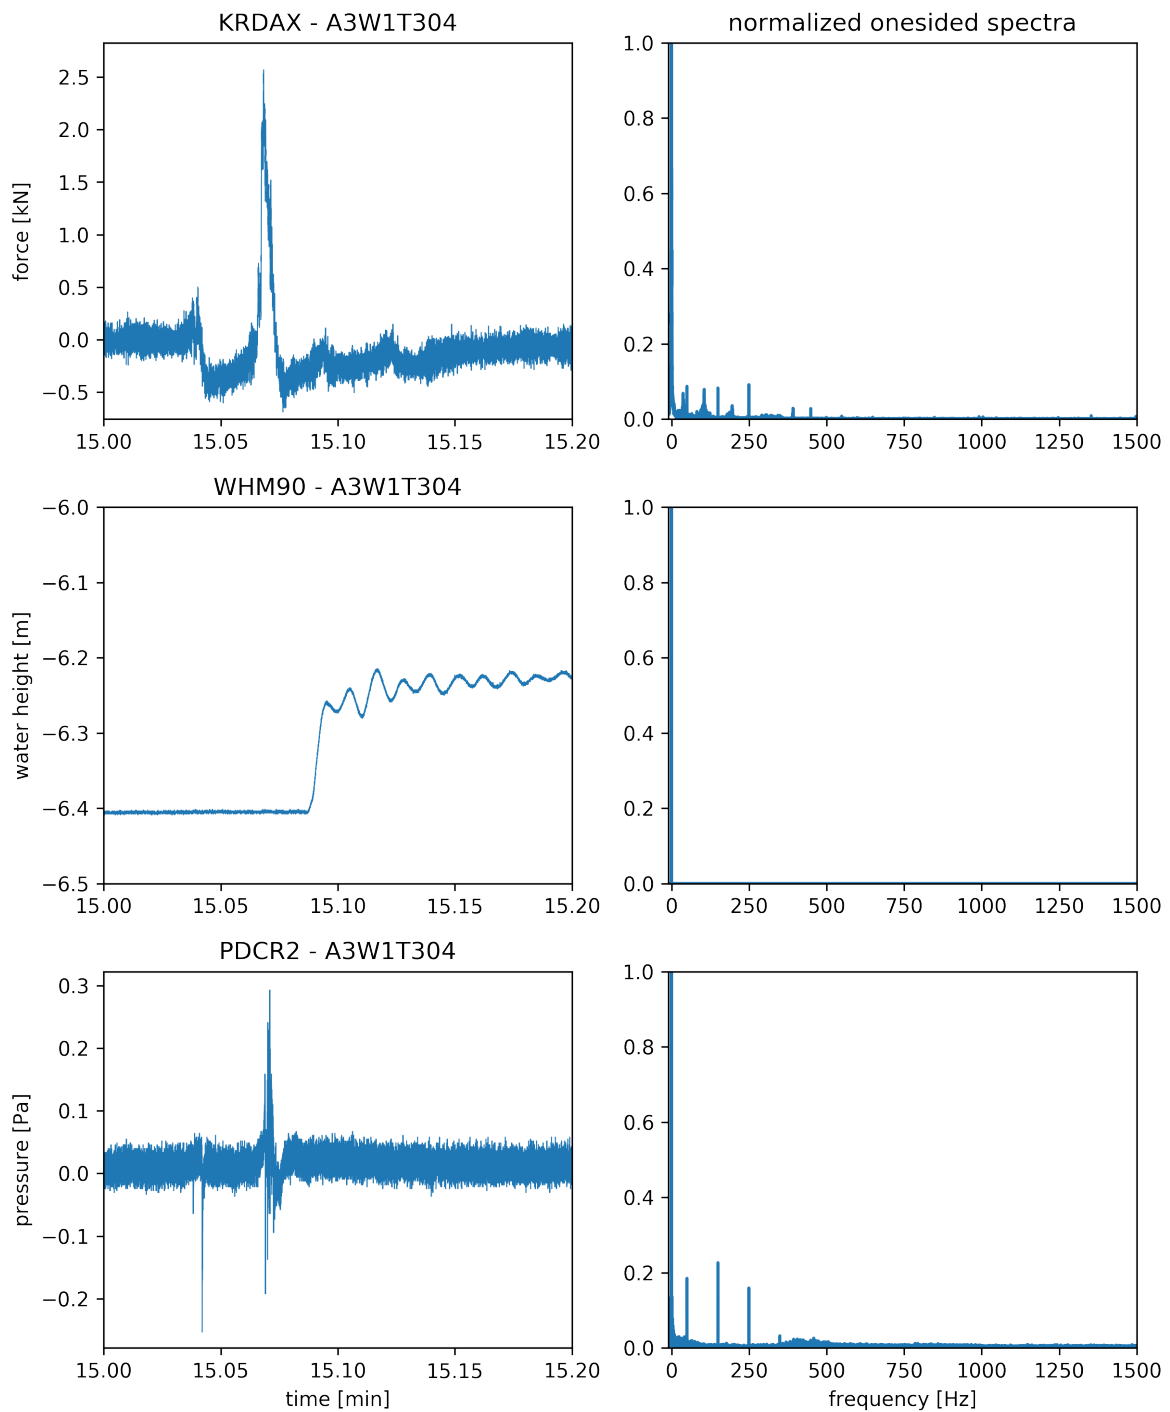 KRDAX - A3W1T304
normalized onesided spectra
force [kN]
2.5
2.0
1.5
1.0
0.5
0.0
−0.5
15.00 15.05 15.10 15.15 15.20
1.0
0.8
0.6
0.4
0.2
0.0
0 250 500 750 1000 1250 1500
WHM90 - A3W1T304
water height [m]
−6.0
−6.1
−6.2
−6.3
−6.4
−6.5
15.00 15.05 15.10 15.15 15.20
1.0
0.8
0.6
0.4
0.2
0.0
0 250 500 750 1000 1250 1500
PDCR2 - A3W1T304
pressure [Pa]
0.3
0.2
0.1
0.0
−0.1
−0.2
15.00 15.05 15.10 15.15 15.20
time [min]
1.0
0.8
0.6
0.4
0.2
0.0
0 250 500 750 1000 1250 1500
frequency [Hz]